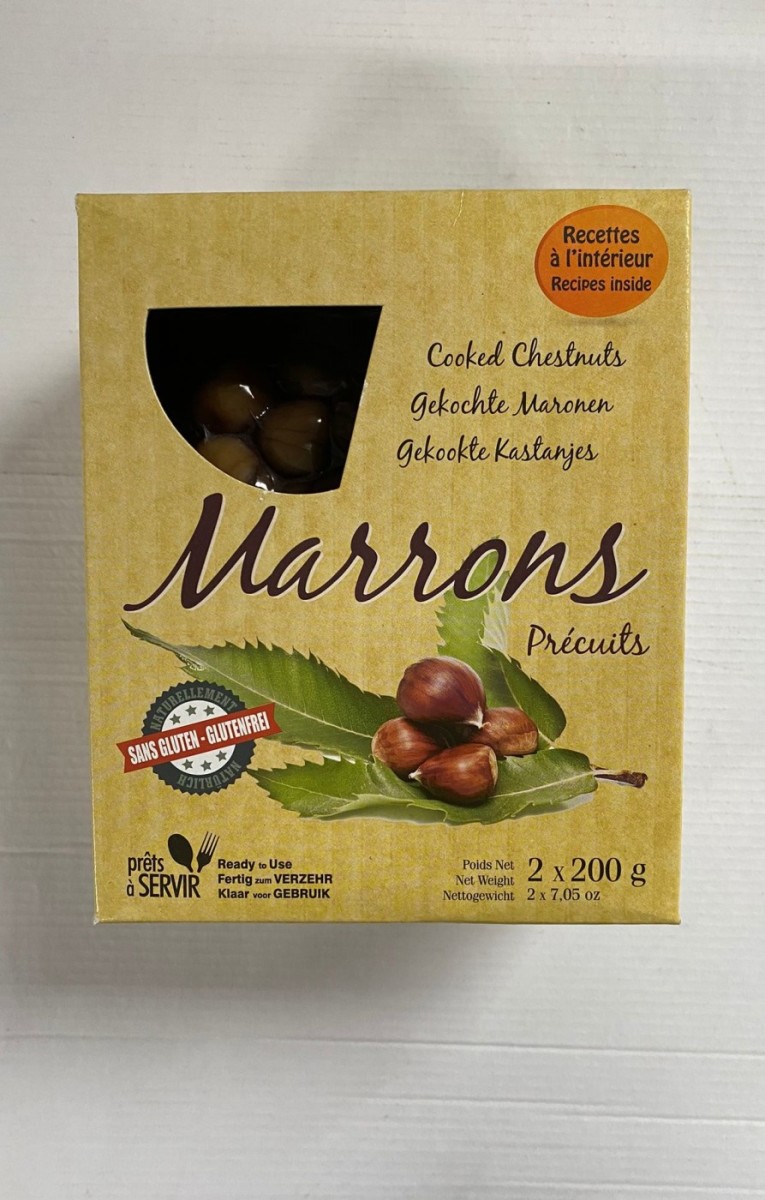 Recettes
à l'intérieur
Recipes inside
Cooked Chestnuts
Gekochte Maronen
Gekookte Kastanjes
Marrons
Précuits
NATURELLEMENT
SANS GLUTEN - GLUTENFREI
NATÜRLICH
prêts
à SERVIR
Ready to Use
Fertig zum VERZEHR
Klaar voor GEBRUIK
Poids Net
Net Weight
Nettogewicht
2 x 200 g
2 x 7,05 oz